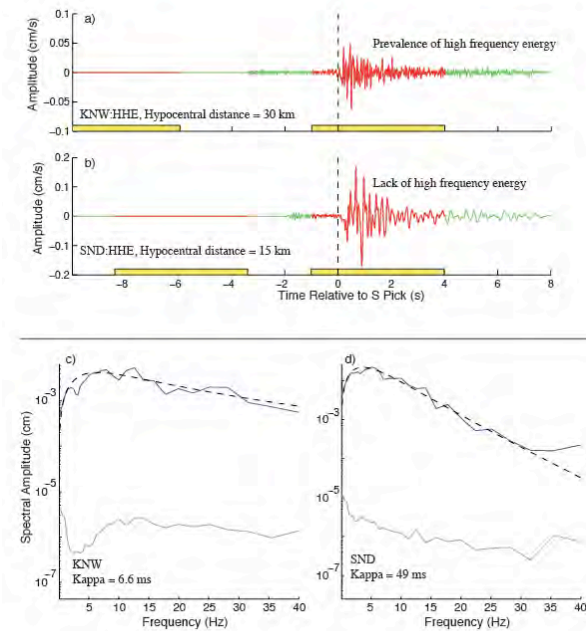 a)
Amplitude (cm/s)
0.1
0.05
0
−0.05
−0.1
Prevalence of high frequency energy
KNW:HHE, Hypocentral distance = 30 km
b)
Amplitude (cm/s)
0.2
0.1
0
−0.1
−0.2
Lack of high frequency energy
SND:HHE, Hypocentral distance = 15 km
−8 −6 −4 −2 0 2 4 6 8
Time Relative to S Pick (s)
c)
Spectral Amplitude (cm)
10-3
10-5
10-7
KNW
Kappa = 6.6 ms
5 10 15 20 25 30 35 40
Frequency (Hz)
d)
10-3
10-5
10-7
SND
Kappa = 49 ms
5 10 15 20 25 30 35 40
Frequency (Hz)